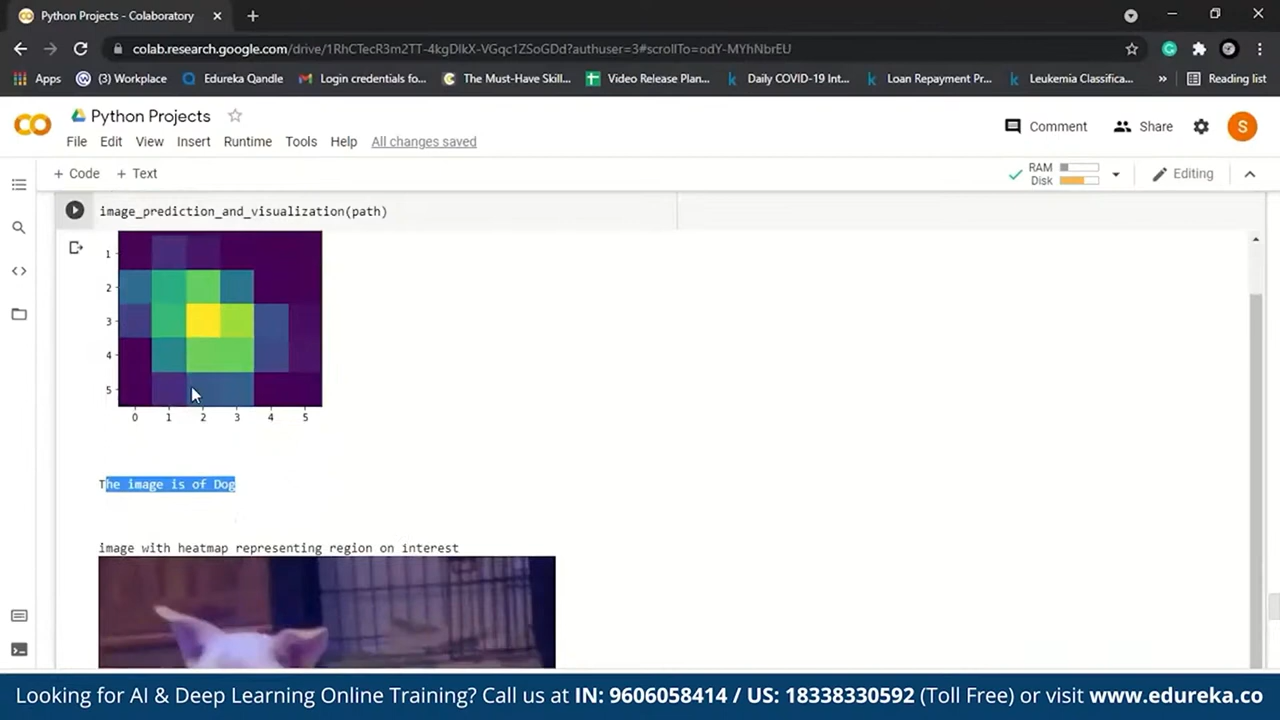 Python Projects - Colaboratory
colab.research.google.com/drive/1RhCTecR3m2TT-4kgDlkX-VGqc1ZSoGDd?authuser=3#scrollTo=odY-MYhNbrEU
Apps (3) Workplace Edureka Qandle Login credentials fo... The Must-Have Skill... Video Release Plan... Daily COVID-19 Int... Loan Repayment Pr... Leukemia Classifica... » Reading list
Python Projects
Comment Share S
File Edit View Insert Runtime Tools Help All changes saved
+ Code + Text RAM Disk Editing
image_prediction_and_visualization(path)
1
2
3
4
5
0 1 2 3 4 5
The image is of Dog
image with heatmap representing region on interest
Looking for AI & Deep Learning Online Training? Call us at IN: 9606058414 / US: 18338330592 (Toll Free) or visit www.edureka.co